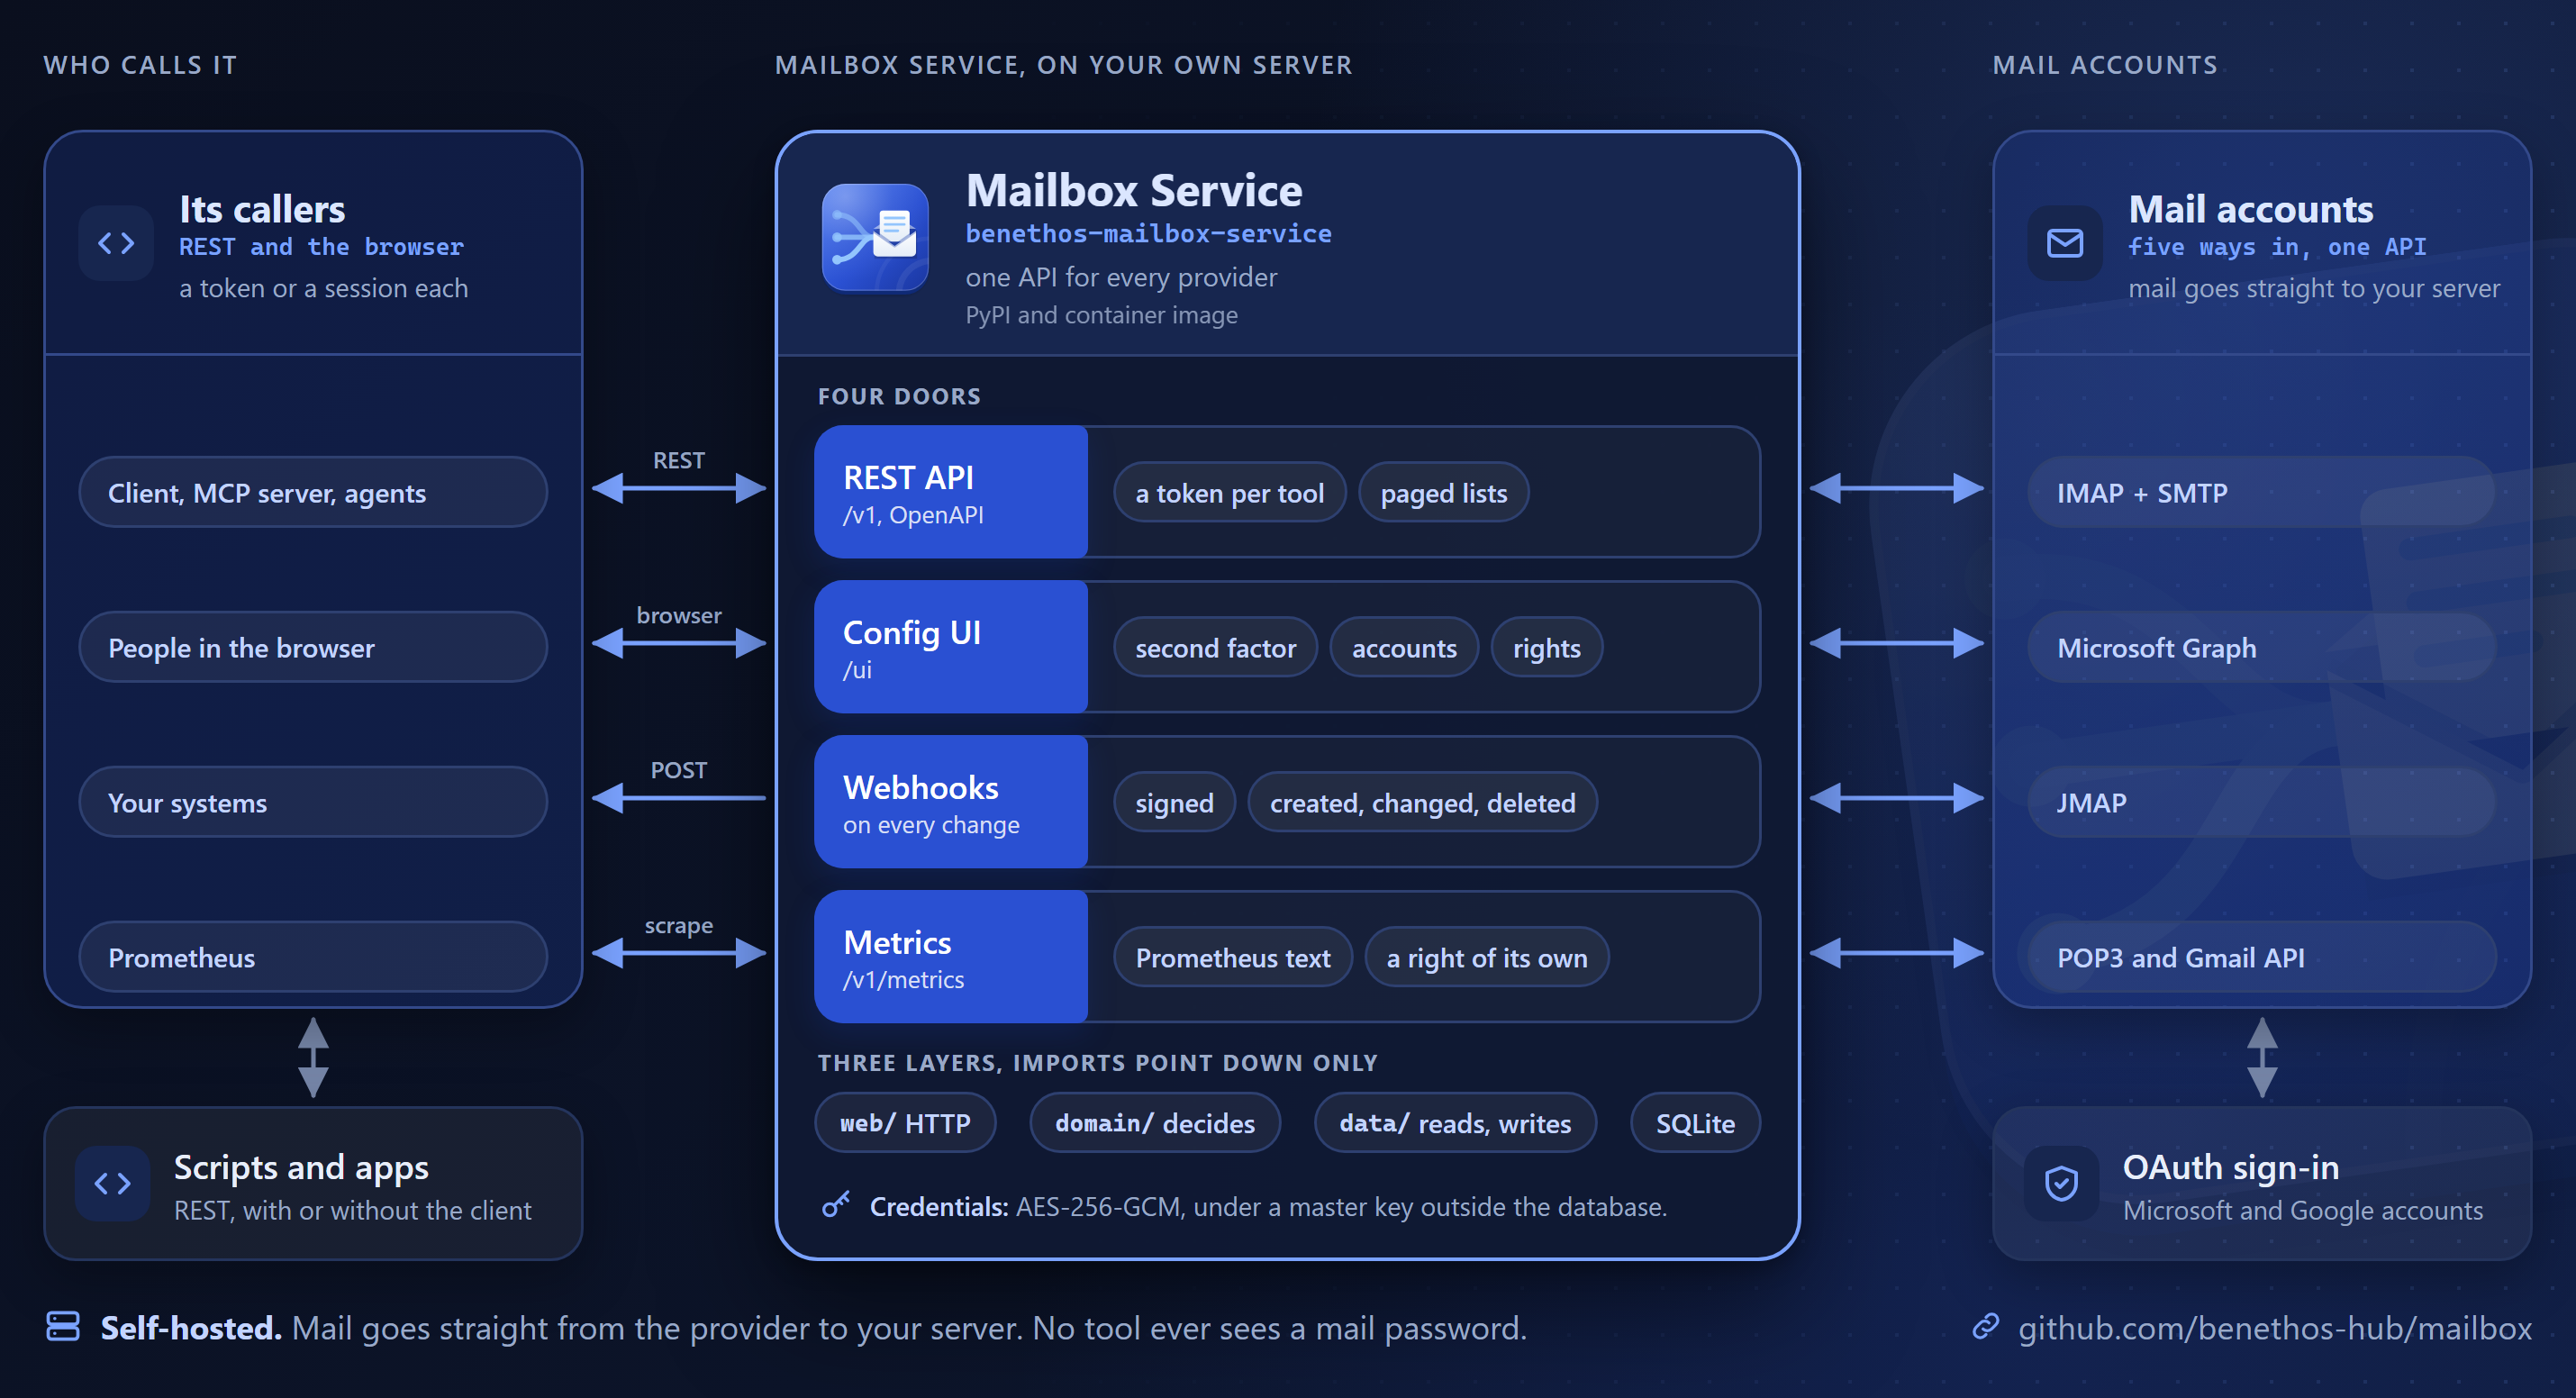 WHO CALLS IT
Its callers
REST and the browser
a token or a session each
Client, MCP server, agents
People in the browser
Your systems
Prometheus
Scripts and apps
REST, with or without the client
REST
browser
POST
scrape
MAILBOX SERVICE, ON YOUR OWN SERVER
Mailbox Service
benethos-mailbox-service
one API for every provider
PyPI and container image
FOUR DOORS
REST API
/v1, OpenAPI
a token per tool
paged lists
Config UI
/ui
second factor
accounts
rights
Webhooks
on every change
signed
created, changed, deleted
Metrics
/v1/metrics
Prometheus text
a right of its own
THREE LAYERS, IMPORTS POINT DOWN ONLY
web/ HTTP
domain/ decides
data/ reads, writes
SQLite
Credentials: AES-256-GCM, under a master key outside the database.
MAIL ACCOUNTS
Mail accounts
five ways in, one API
mail goes straight to your server
IMAP + SMTP
Microsoft Graph
JMAP
POP3 and Gmail API
OAuth sign-in
Microsoft and Google accounts
Self-hosted. Mail goes straight from the provider to your server. No tool ever sees a mail password.
github.com/benethos-hub/mailbox